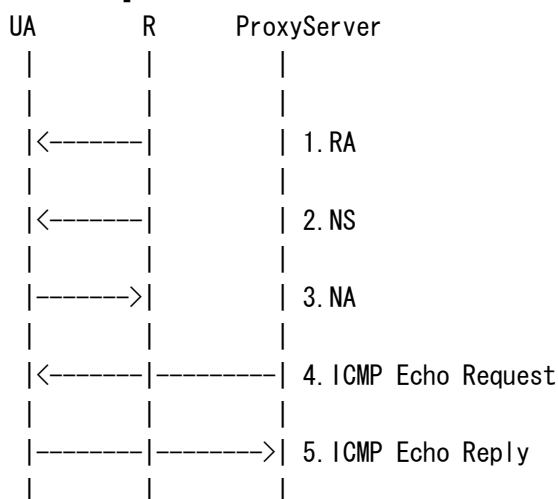 UA R ProxyServer
| | |
| | |
|<-------| | 1.RA
| | |
|<-------| | 2.NS
| | |
|------->| | 3.NA
| | |
|<-------|---------| 4.ICMP Echo Request
| | |
|--------|-------->| 5.ICMP Echo Reply
| | |